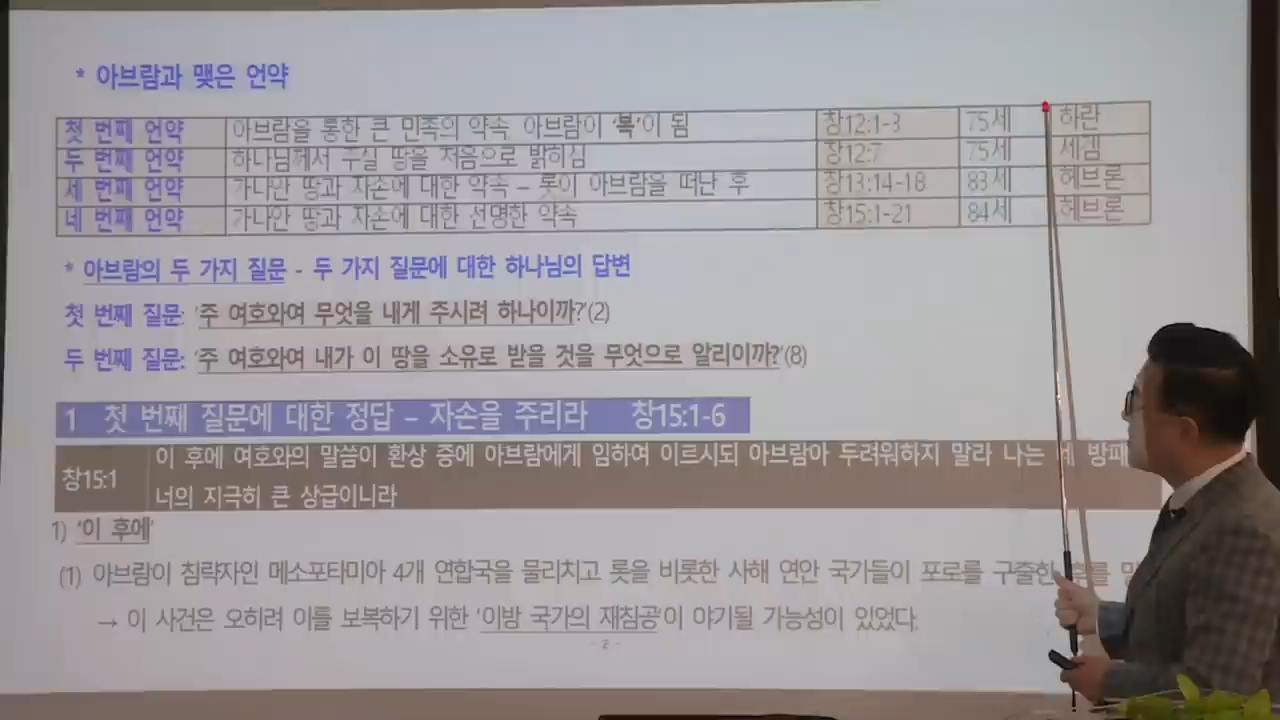 * 아브람과 맺은 언약
첫 번째 언약 아브람을 통한 큰 민족의 약속, 아브람이 '복'이 됨 창12:1-3 75세 하란
두 번째 언약 하나님께서 주실 땅을 처음으로 밝히심 창12:7 75세 세겜
세 번째 언약 가나안 땅과 자손에 대한 약속 – 롯이 아브람을 떠난 후 창13:14-18 83세 헤브론
네 번째 언약 가나안 땅과 자손에 대한 선명한 약속 창15:1-21 84세 헤브론
* 아브람의 두 가지 질문 - 두 가지 질문에 대한 하나님의 답변
첫 번째 질문: '주 여호와여 무엇을 내게 주시려 하나이까?'(2)
두 번째 질문: '주 여호와여 내가 이 땅을 소유로 받을 것을 무엇으로 알리이까?'(8)
1 첫 번째 질문에 대한 정답 – 자손을 주리라 창15:1-6
창15:1 이 후에 여호와의 말씀이 환상 중에 아브람에게 임하여 이르시되 아브람아 두려워하지 말라 나는 네 방패
너의 지극히 큰 상급이니라
1) '이 후에'
(1) 아브람이 침략자인 메소포타미아 4개 연합국을 물리치고 롯을 비롯한 사해 연안 국가들이 포로를 구출한
→ 이 사건은 오히려 이를 보복하기 위한 '이방 국가의 재침공'이 야기될 가능성이 있었다.
- 2 -